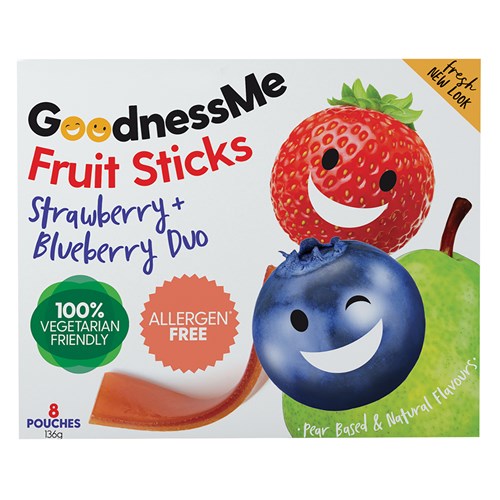 fresh
NEW LOOK
GoodnessMe
Fruit Sticks
Strawberry +
Blueberry Duo
100%
VEGETARIAN
FRIENDLY
ALLERGEN
FREE
8
POUCHES
136g
• Pear Based & Natural Flavours •